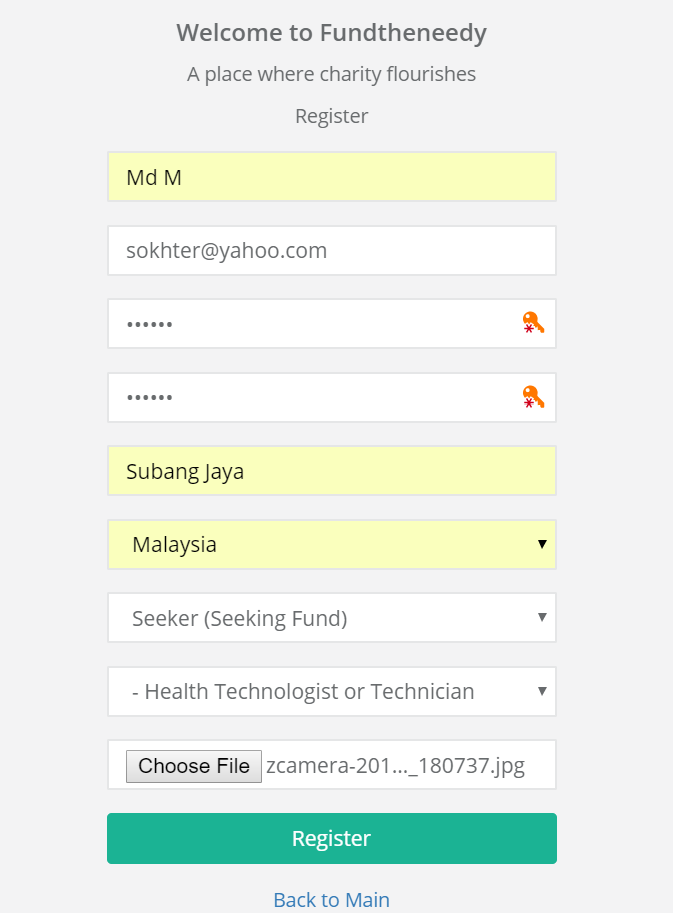 Welcome to Fundtheneedy
A place where charity flourishes
Register
Md M
sokhter@yahoo.com
••••••
••••••
Subang Jaya
Malaysia
Seeker (Seeking Fund)
- Health Technologist or Technician
Choose File zcamera-201..._180737.jpg
Register
Back to Main